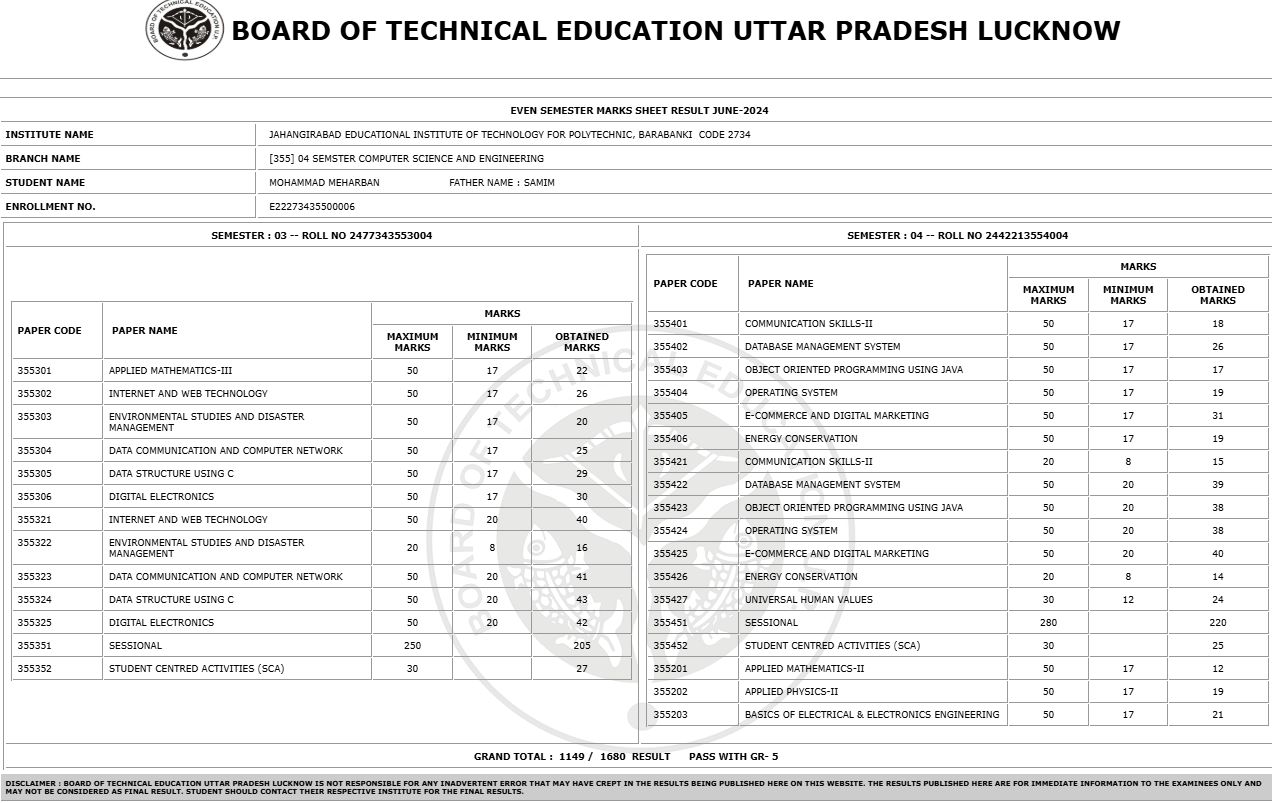 BOARD OF TECHNICAL EDUCATION UTTAR PRADESH LUCKNOW
EVEN SEMESTER MARKS SHEET RESULT JUNE-2024
INSTITUTE NAME JAHANGIRABAD EDUCATIONAL INSTITUTE OF TECHNOLOGY FOR POLYTECHNIC, BARABANKI CODE 2734
BRANCH NAME [355] 04 SEMSTER COMPUTER SCIENCE AND ENGINEERING
STUDENT NAME MOHAMMAD MEHARBAN FATHER NAME : SAMIM
ENROLLMENT NO. E22273435500006
SEMESTER : 03 -- ROLL NO 2477343553004
PAPER CODE PAPER NAME MARKS
MAXIMUM MARKS MINIMUM MARKS OBTAINED MARKS
355301 APPLIED MATHEMATICS-III 50 17 22
355302 INTERNET AND WEB TECHNOLOGY 50 17 26
355303 ENVIRONMENTAL STUDIES AND DISASTER MANAGEMENT 50 17 20
355304 DATA COMMUNICATION AND COMPUTER NETWORK 50 17 25
355305 DATA STRUCTURE USING C 50 17 29
355306 DIGITAL ELECTRONICS 50 17 30
355321 INTERNET AND WEB TECHNOLOGY 50 20 40
355322 ENVIRONMENTAL STUDIES AND DISASTER MANAGEMENT 20 8 16
355323 DATA COMMUNICATION AND COMPUTER NETWORK 50 20 41
355324 DATA STRUCTURE USING C 50 20 43
355325 DIGITAL ELECTRONICS 50 20 42
355351 SESSIONAL 250 205
355352 STUDENT CENTRED ACTIVITIES (SCA) 30 27
SEMESTER : 04 -- ROLL NO 2442213554004
PAPER CODE PAPER NAME MARKS
MAXIMUM MARKS MINIMUM MARKS OBTAINED MARKS
355401 COMMUNICATION SKILLS-II 50 17 18
355402 DATABASE MANAGEMENT SYSTEM 50 17 26
355403 OBJECT ORIENTED PROGRAMMING USING JAVA 50 17 17
355404 OPERATING SYSTEM 50 17 19
355405 E-COMMERCE AND DIGITAL MARKETING 50 17 31
355406 ENERGY CONSERVATION 50 17 19
355421 COMMUNICATION SKILLS-II 20 8 15
355422 DATABASE MANAGEMENT SYSTEM 50 20 39
355423 OBJECT ORIENTED PROGRAMMING USING JAVA 50 20 38
355424 OPERATING SYSTEM 50 20 38
355425 E-COMMERCE AND DIGITAL MARKETING 50 20 40
355426 ENERGY CONSERVATION 20 8 14
355427 UNIVERSAL HUMAN VALUES 30 12 24
355451 SESSIONAL 280 220
355452 STUDENT CENTRED ACTIVITIES (SCA) 30 25
355201 APPLIED MATHEMATICS-II 50 17 12
355202 APPLIED PHYSICS-II 50 17 19
355203 BASICS OF ELECTRICAL & ELECTRONICS ENGINEERING 50 17 21
GRAND TOTAL : 1149 / 1680 RESULT PASS WITH GR- 5
DISCLAIMER : BOARD OF TECHNICAL EDUCATION UTTAR PRADESH LUCKNOW IS NOT RESPONSIBLE FOR ANY INADVERTENT ERROR THAT MAY HAVE CREPT IN THE RESULTS BEING PUBLISHED HERE ON THIS WEBSITE. THE RESULTS PUBLISHED HERE ARE FOR IMMEDIATE INFORMATION TO THE EXAMINEES ONLY AND
MAY NOT BE CONSIDERED AS FINAL RESULT. STUDENT SHOULD CONTACT THEIR RESPECTIVE INSTITUTE FOR THE FINAL RESULTS.
BOARD OF TECHNICAL EDUCATION U.P.